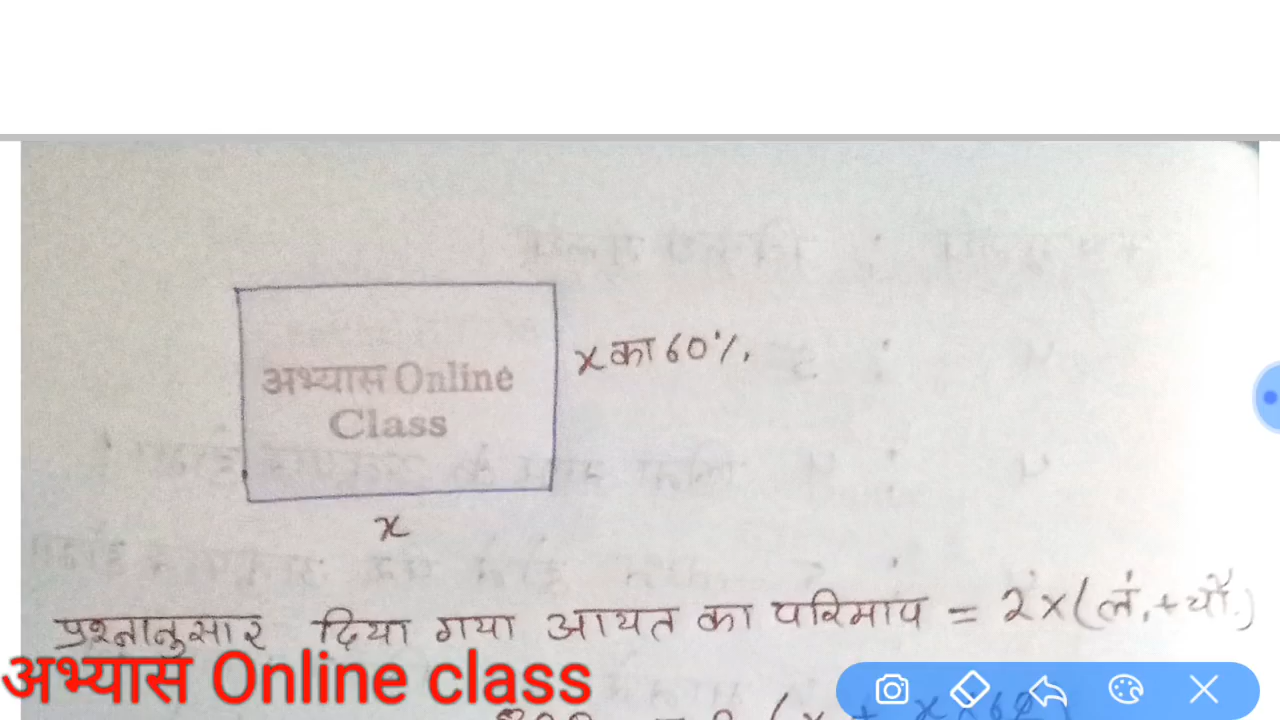 x का 60%.
अभ्यास Online
Class
x
प्रश्नानुसार दिया गया आयत का परिमाप = 2 × (लं. + चौ.)
अभ्यास Online class